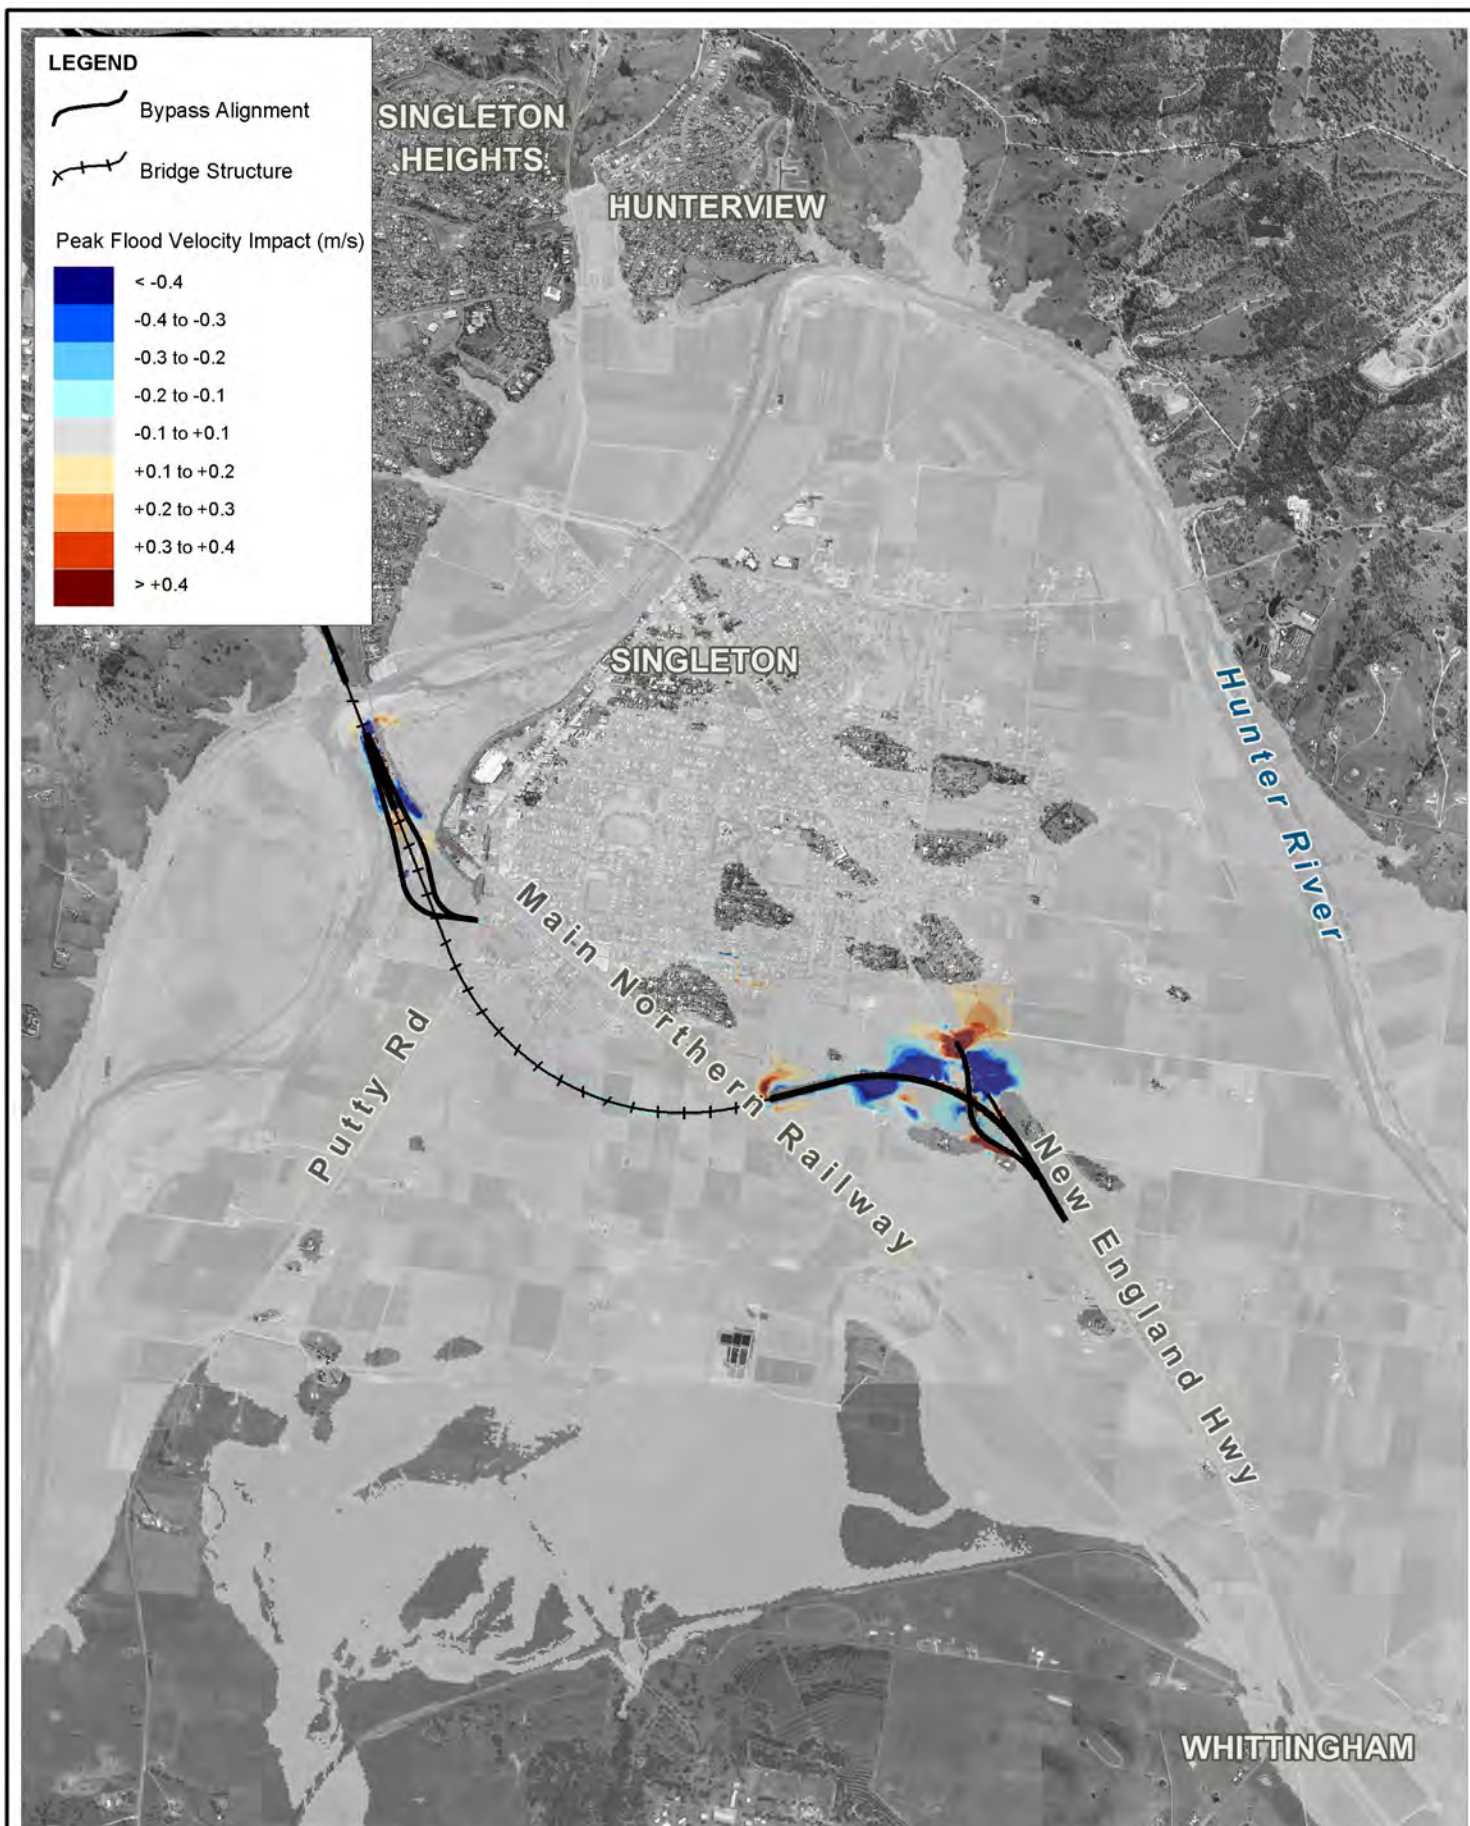 LEGEND
Bypass Alignment
Bridge Structure
Peak Flood Velocity Impact (m/s)
< -0.4
-0.4 to -0.3
-0.3 to -0.2
-0.2 to -0.1
-0.1 to +0.1
+0.1 to +0.2
+0.2 to +0.3
+0.3 to +0.4
> +0.4
SINGLETON
HEIGHTS
HUNTERVIEW
SINGLETON
Hunter River
Main Northern Railway
Putty Rd
New England Hwy
WHITTINGHAM